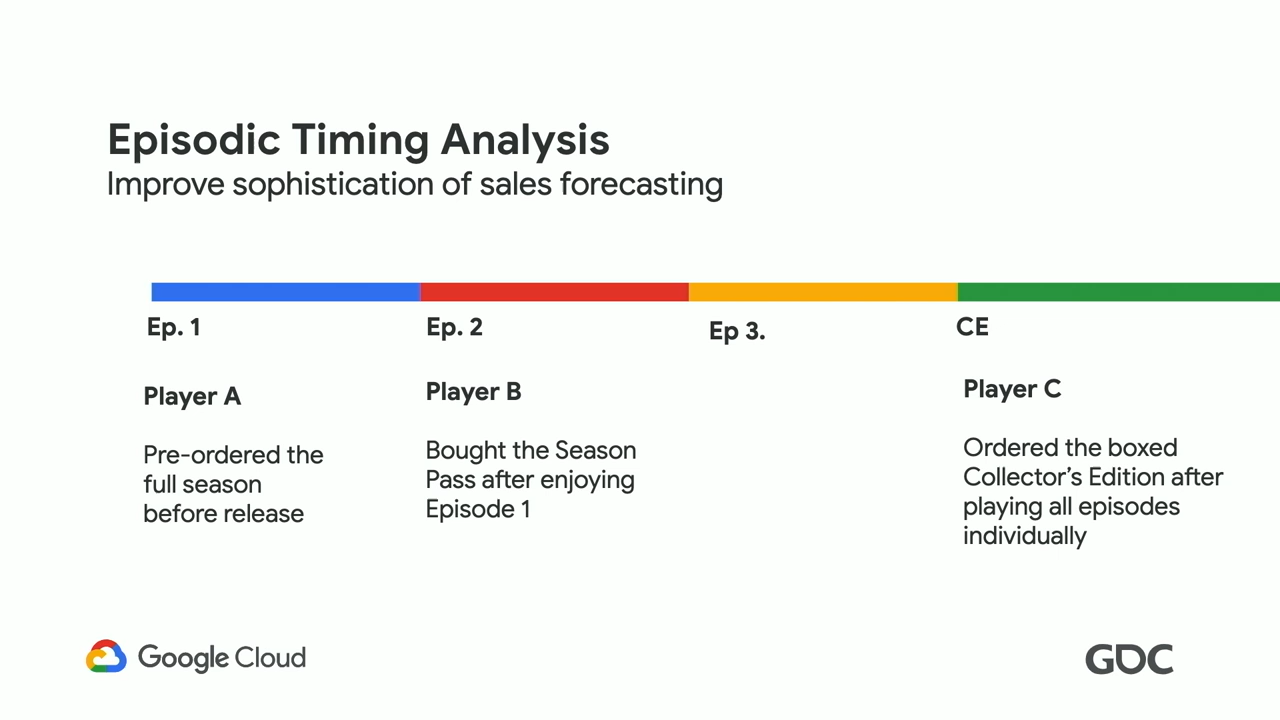 Episodic Timing Analysis
Improve sophistication of sales forecasting
Ep. 1
Ep. 2
Ep 3.
CE
Player A
Pre-ordered the
full season
before release
Player B
Bought the Season
Pass after enjoying
Episode 1
Player C
Ordered the boxed
Collector’s Edition after
playing all episodes
individually
Google Cloud
GDC